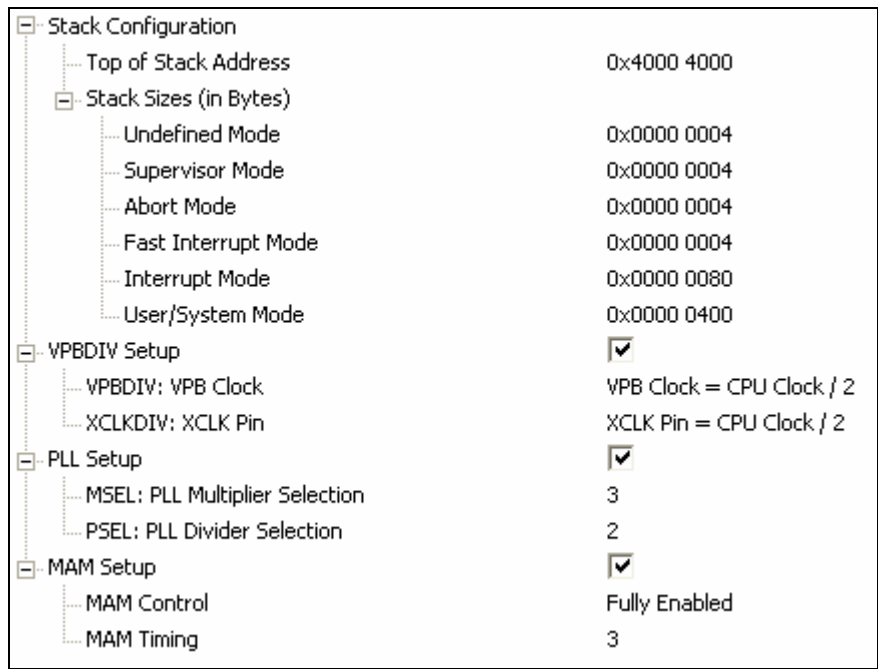 Stack Configuration
Top of Stack Address 0x4000 4000
Stack Sizes (in Bytes)
Undefined Mode 0x0000 0004
Supervisor Mode 0x0000 0004
Abort Mode 0x0000 0004
Fast Interrupt Mode 0x0000 0004
Interrupt Mode 0x0000 0080
User/System Mode 0x0000 0400
VPBDIV Setup
VPBDIV: VPB Clock VPB Clock = CPU Clock / 2
XCLKDIV: XCLK Pin XCLK Pin = CPU Clock / 2
PLL Setup
MSEL: PLL Multiplier Selection 3
PSEL: PLL Divider Selection 2
MAM Setup
MAM Control Fully Enabled
MAM Timing 3